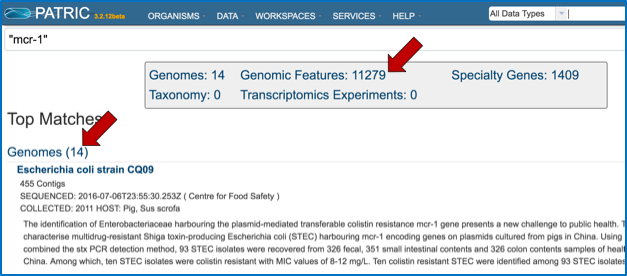 PATRIC 3.2.12beta ORGANISMS DATA WORKSPACES SERVICES HELP All Data Types
"mcr-1"
Genomes: 14 Genomic Features: 11279 Specialty Genes: 1409
Taxonomy: 0 Transcriptomics Experiments: 0
Top Matches
Genomes (14)
Escherichia coli strain CQ09
455 Contigs
SEQUENCED: 2016-07-06T23:55:30.253Z ( Centre for Food Safety )
COLLECTED: 2011 HOST: Pig, Sus scrofa
The identification of Enterobacteriaceae harbouring the plasmid-mediated transferable colistin resistance mcr-1 gene presents a new challenge to public health. T
characterise multidrug-resistant Shiga toxin-producing Escherichia coli (STEC) harbouring mcr-1 encoding genes on plasmids cultured from pigs in China. Using
combined the stx PCR detection method, 93 STEC isolates were recovered from 326 fecal, 351 small intestinal contents and 326 colon contents samples of healt
China. Among which, ten STEC isolates were colistin resistant with MIC values of 8-12 mg/L. Ten colistin resistant STEC were identified among 93 STEC isolates